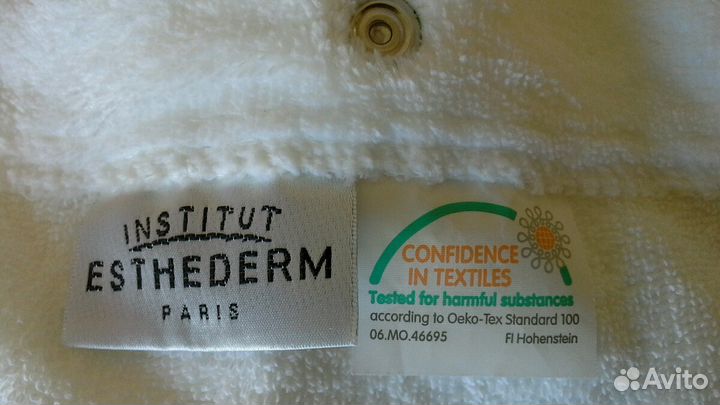 INSTITUT
ESTHEDERM
PARIS
CONFIDENCE
IN TEXTILES
Tested for harmful substances
according to Oeko-Tex Standard 100
06.MO.46695 FI Hohenstein
Avito